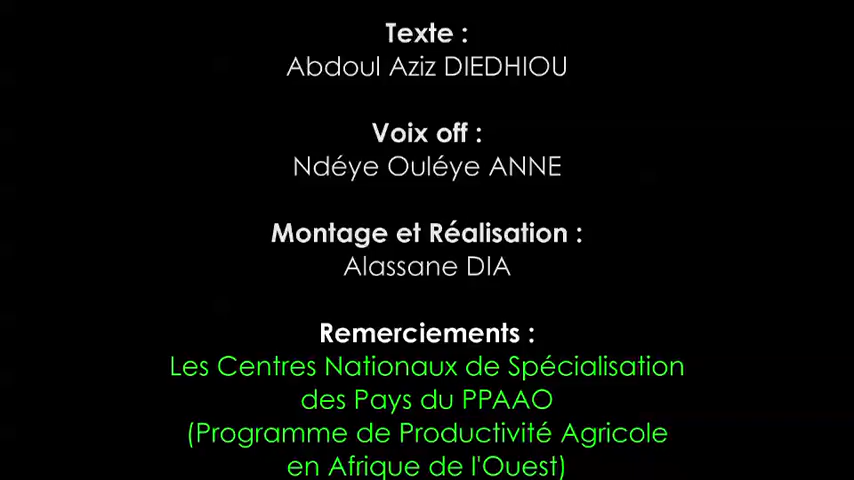 Texte :
Abdoul Aziz DIEDHIOU
Voix off :
Ndéye Ouléye ANNE
Montage et Réalisation :
Alassane DIA
Remerciements :
Les Centres Nationaux de Spécialisation
des Pays du PPAAO
(Programme de Productivité Agricole
en Afrique de l'Ouest)